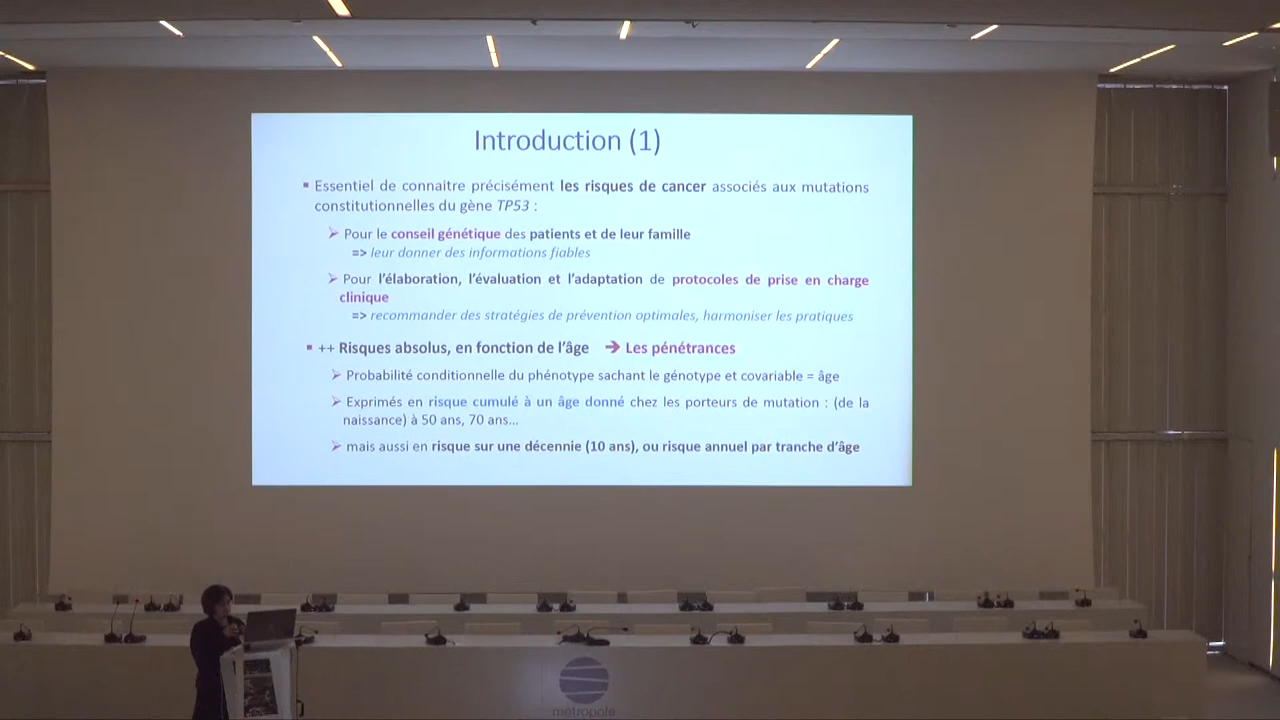 Introduction (1)
▪ Essentiel de connaitre précisément les risques de cancer associés aux mutations
constitutionnelles du gène TP53 :
➢ Pour le conseil génétique des patients et de leur famille
=> leur donner des informations fiables
➢ Pour l'élaboration, l'évaluation et l'adaptation de protocoles de prise en charge
clinique
=> recommander des stratégies de prévention optimales, harmoniser les pratiques
▪ ++ Risques absolus, en fonction de l'âge ➔ Les pénétrances
➢ Probabilité conditionnelle du phénotype sachant le génotype et covariable = âge
➢ Exprimés en risque cumulé à un âge donné chez les porteurs de mutation : (de la
naissance) à 50 ans, 70 ans...
➢ mais aussi en risque sur une décennie (10 ans), ou risque annuel par tranche d'âge
métropole